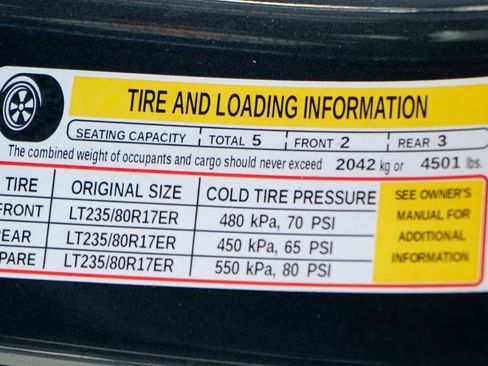 TIRE AND LOADING INFORMATION
SEATING CAPACITY TOTAL 5 FRONT 2 REAR 3
The combined weight of occupants and cargo should never exceed 2042 kg or 4501 lbs.
TIRE ORIGINAL SIZE COLD TIRE PRESSURE SEE OWNER'S
FRONT LT235/80R17ER 480 kPa, 70 PSI MANUAL FOR
REAR LT235/80R17ER 450 kPa, 65 PSI ADDITIONAL
PARE LT235/80R17ER 550 kPa, 80 PSI INFORMATION